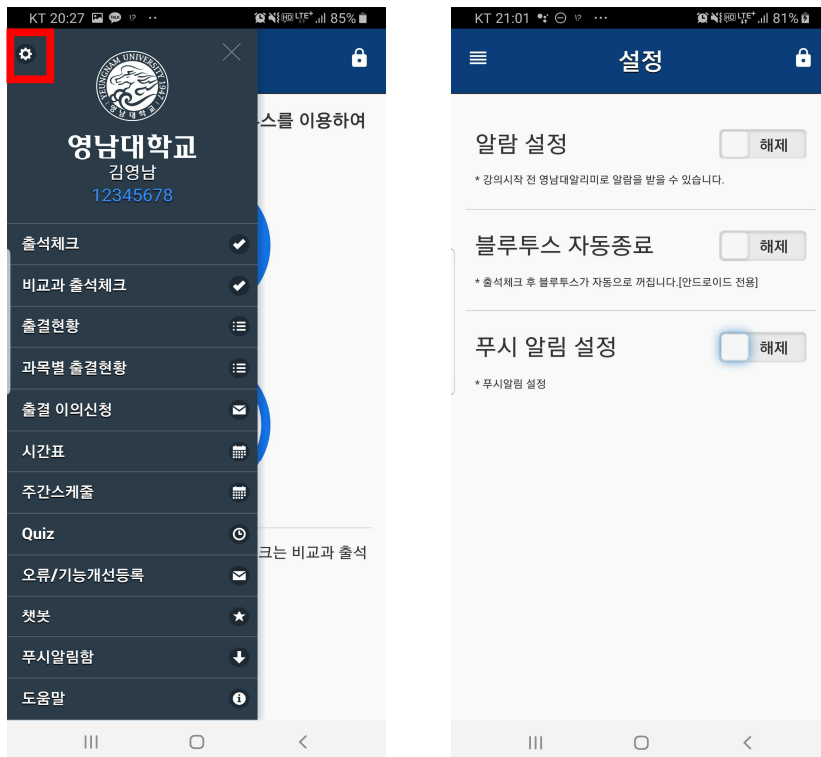 KT 20:27 85%
YEUNGNAM UNIVERSITY 1947
영남대학교
김영남
12345678
스를 이용하여
출석체크
비교과 출석체크
출결현황
과목별 출결현황
출결 이의신청
시간표
주간스케줄
Quiz
크는 비교과 출석
오류/기능개선등록
챗봇
푸시알림함
도움말
KT 21:01 81%
설정
알람 설정 해제
* 강의시작 전 영남대알리미로 알람을 받을 수 있습니다.
블루투스 자동종료 해제
* 출석체크 후 블루투스가 자동으로 꺼집니다.[안드로이드 전용]
푸시 알림 설정 해제
* 푸시알림 설정